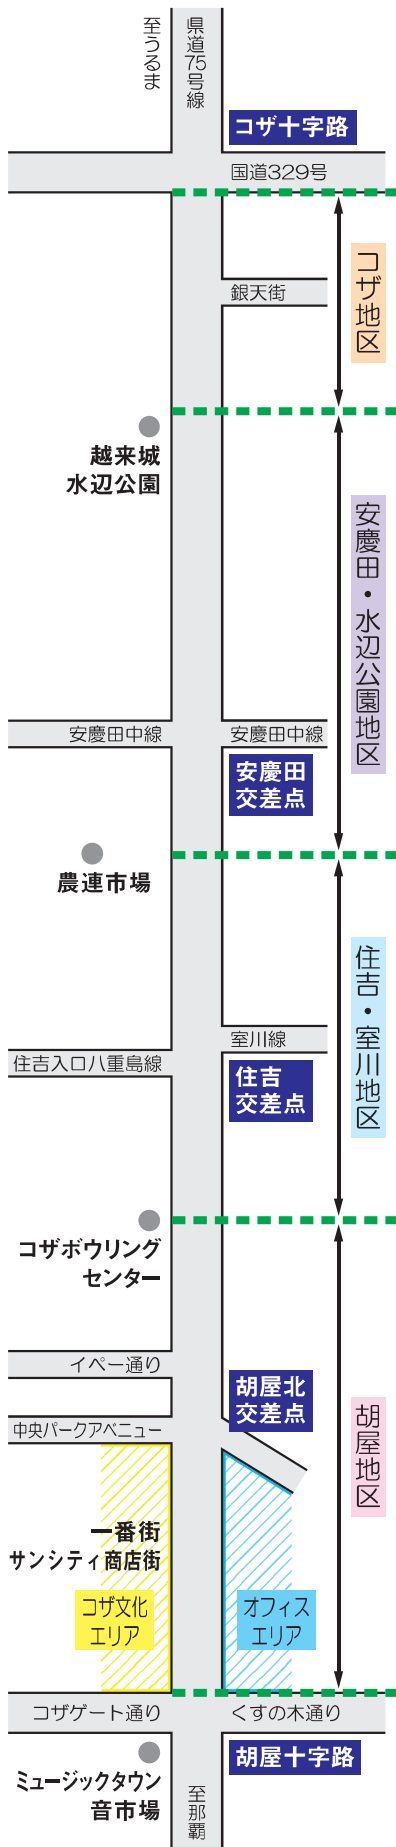 至うるま
県道75号線
コザ十字路
国道329号
銀天街
コザ地区
越来城
水辺公園
安慶田・水辺公園地区
安慶田中線
安慶田中線
安慶田
交差点
農連市場
住吉・室川地区
室川線
住吉入口八重島線
住吉
交差点
コザボウリング
センター
イペー通り
胡屋北
交差点
胡屋地区
中央パークアベニュー
一番街
サンシティ商店街
コザ文化
エリア
オフィス
エリア
コザゲート通り
くすの木通り
胡屋十字路
ミュージックタウン
音市場
至那覇